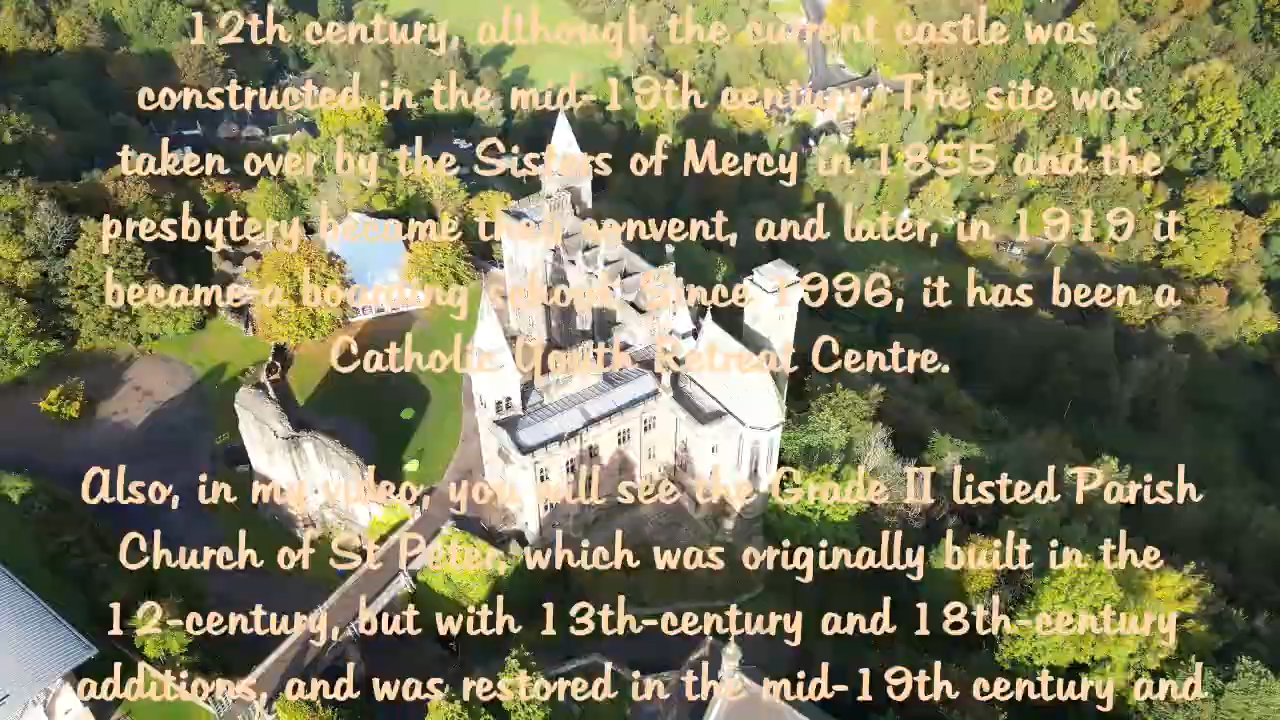 12th century, although the current castle was
constructed in the mid-19th century. The site was
taken over by the Sisters of Mercy in 1855 and the
presbytery became their convent, and later, in 1919 it
became a boarding school. Since 1996, it has been a
Catholic Youth Retreat Centre.
Also, in my video, you will see the Grade II listed Parish
Church of St Peter, which was originally built in the
12-century, but with 13th-century and 18th-century
additions, and was restored in the mid-19th century and